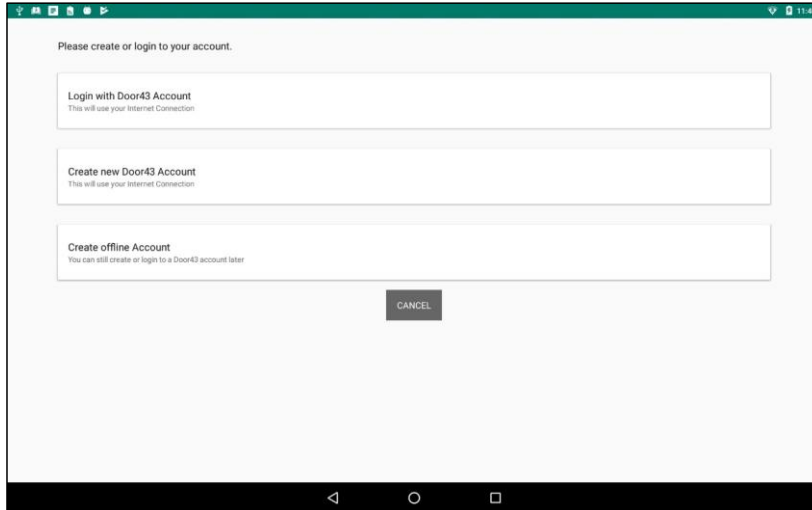 11:4
Please create or login to your account.
Login with Door43 Account
This will use your Internet Connection
Create new Door43 Account
This will use your Internet Connection
Create offline Account
You can still create or login to a Door43 account later
CANCEL